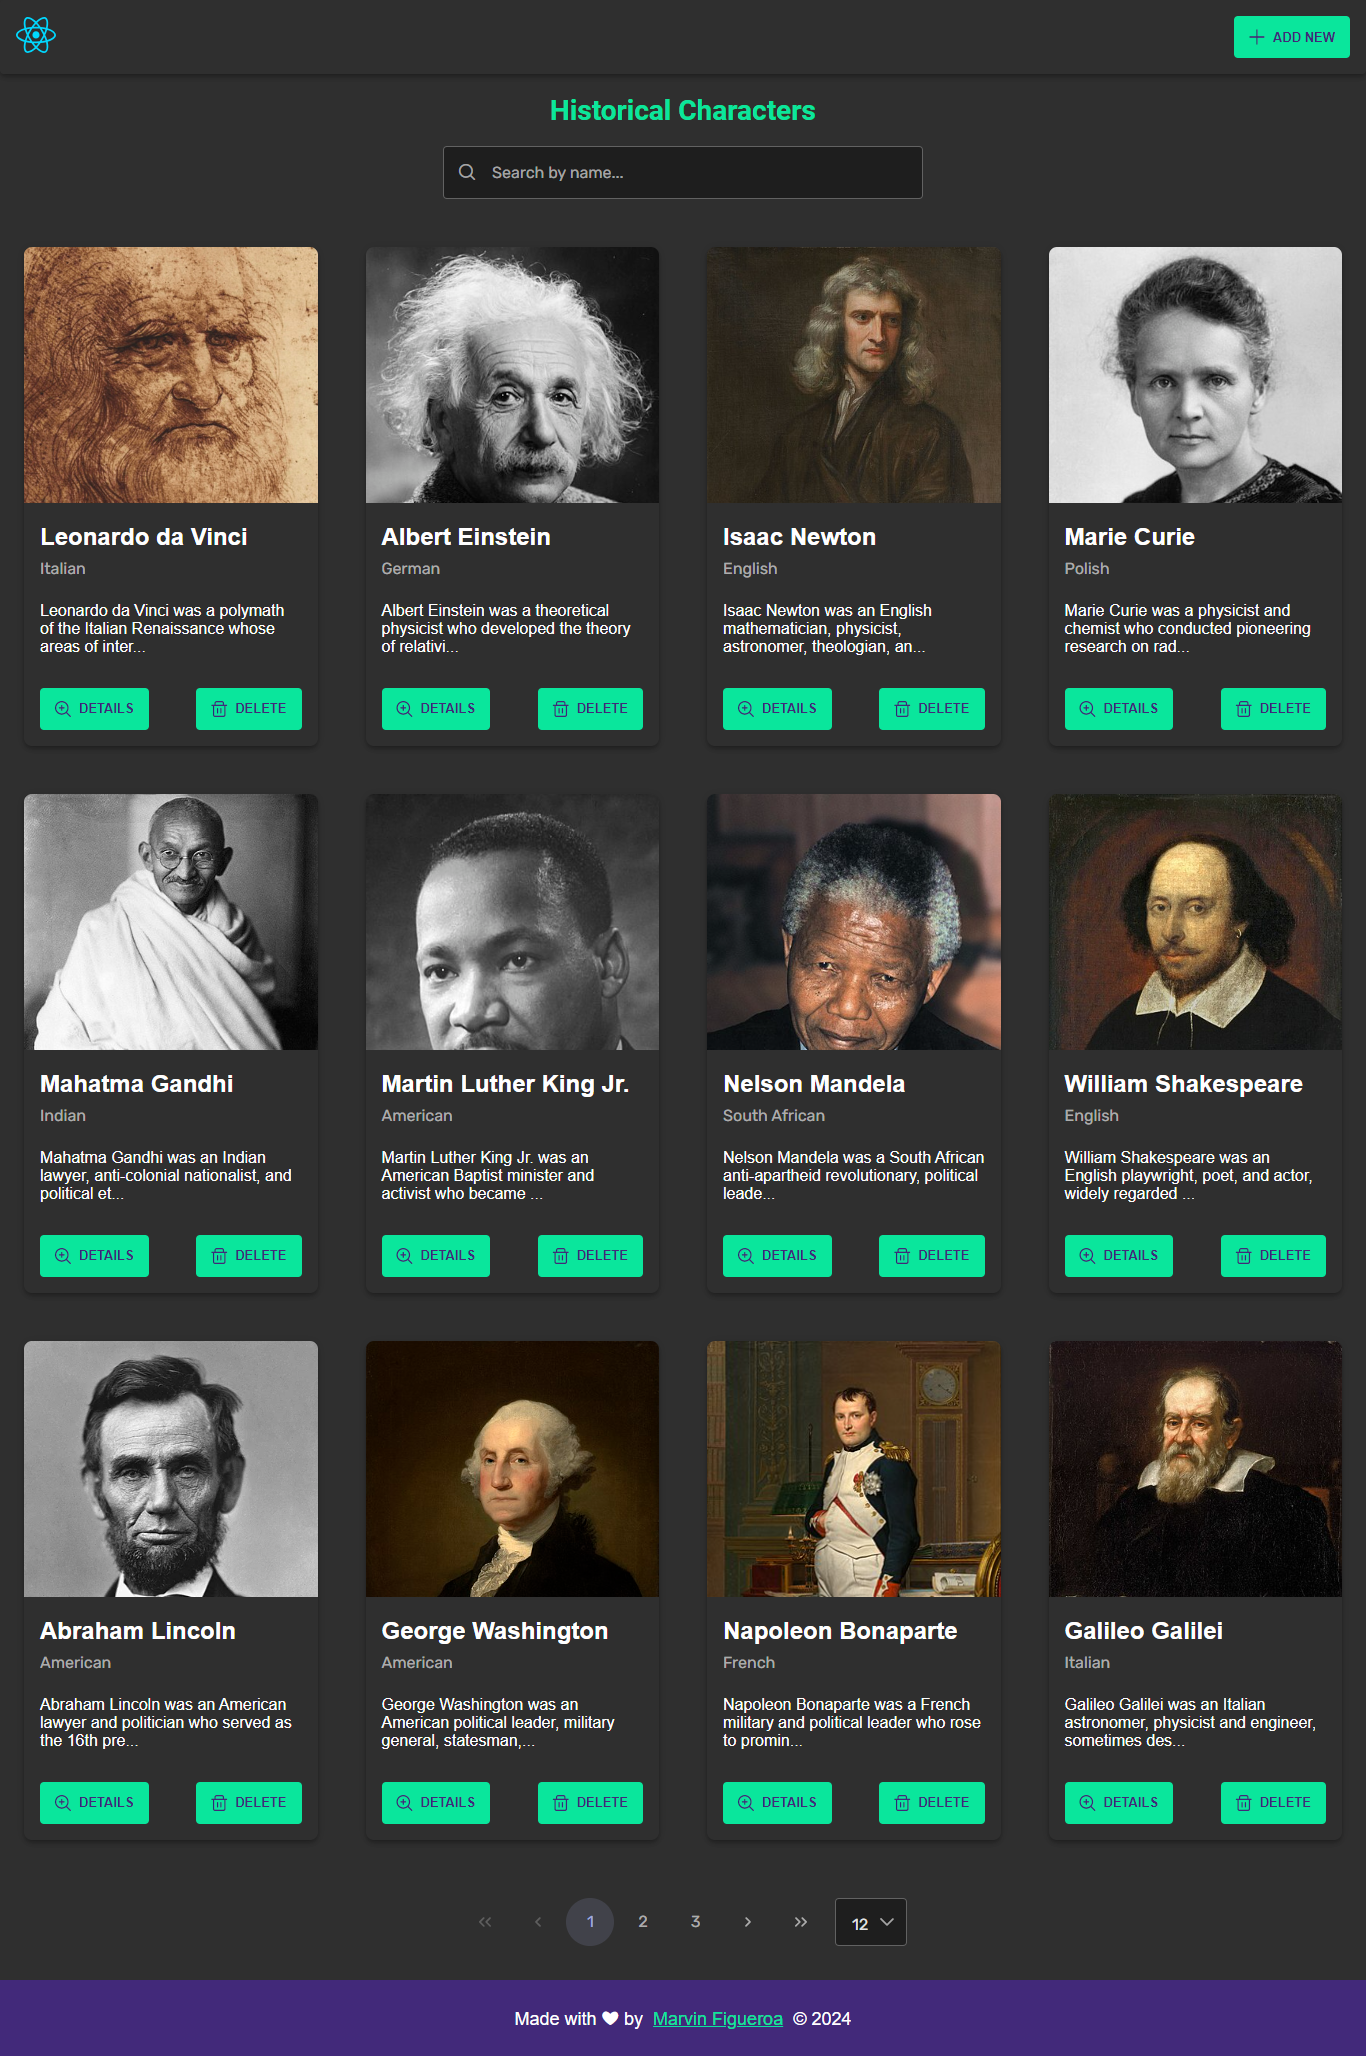 ADD NEW
Historical Characters
Search by name...
Leonardo da Vinci
Italian
Leonardo da Vinci was a polymath
of the Italian Renaissance whose
areas of inter...
DETAILS
DELETE
Albert Einstein
German
Albert Einstein was a theoretical
physicist who developed the theory
of relativi...
DETAILS
DELETE
Isaac Newton
English
Isaac Newton was an English
mathematician, physicist,
astronomer, theologian, an...
DETAILS
DELETE
Marie Curie
Polish
Marie Curie was a physicist and
chemist who conducted pioneering
research on rad...
DETAILS
DELETE
Mahatma Gandhi
Indian
Mahatma Gandhi was an Indian
lawyer, anti-colonial nationalist, and
political et...
DETAILS
DELETE
Martin Luther King Jr.
American
Martin Luther King Jr. was an
American Baptist minister and
activist who became ...
DETAILS
DELETE
Nelson Mandela
South African
Nelson Mandela was a South African
anti-apartheid revolutionary, political
leade...
DETAILS
DELETE
William Shakespeare
English
William Shakespeare was an
English playwright, poet, and actor,
widely regarded ...
DETAILS
DELETE
Abraham Lincoln
American
Abraham Lincoln was an American
lawyer and politician who served as
the 16th pre...
DETAILS
DELETE
George Washington
American
George Washington was an
American political leader, military
general, statesman,...
DETAILS
DELETE
Napoleon Bonaparte
French
Napoleon Bonaparte was a French
military and political leader who rose
to promin...
DETAILS
DELETE
Galileo Galilei
Italian
Galileo Galilei was an Italian
astronomer, physicist and engineer,
sometimes des...
DETAILS
DELETE
1 2 3 12
Made with ♥ by Marvin Figueroa © 2024